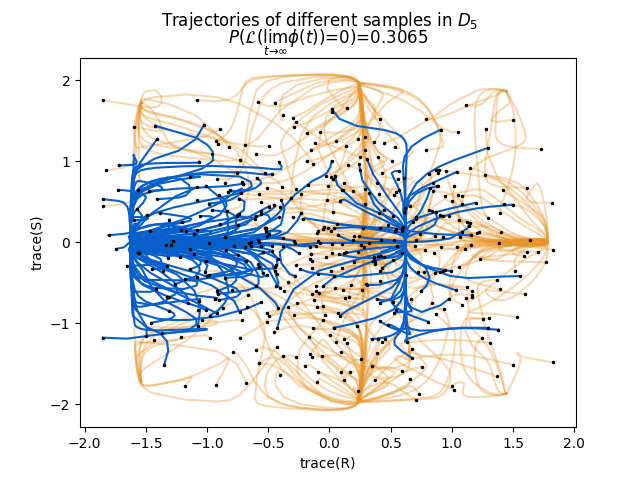 Trajectories of different samples in D₅
P(ℒ(lim ϕ(t))=0)=0.3065
t→∞
2
1
0
−1
−2
trace(S)
−2.0 −1.5 −1.0 −0.5 0.0 0.5 1.0 1.5 2.0
trace(R)